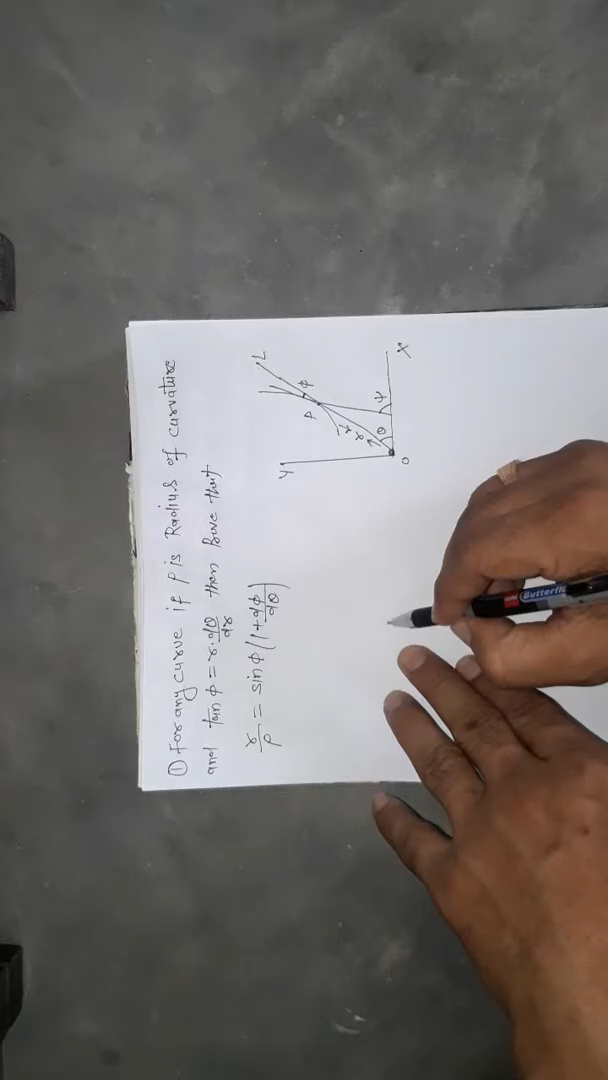 ① For any curve if ρ is Radius of curvature
and tan φ = r. dθ/dr then Prove that
r/ρ = sin φ (1 + dφ/dθ)
Y
L
φ
P
r
θ
ψ
O
X
Butterflo